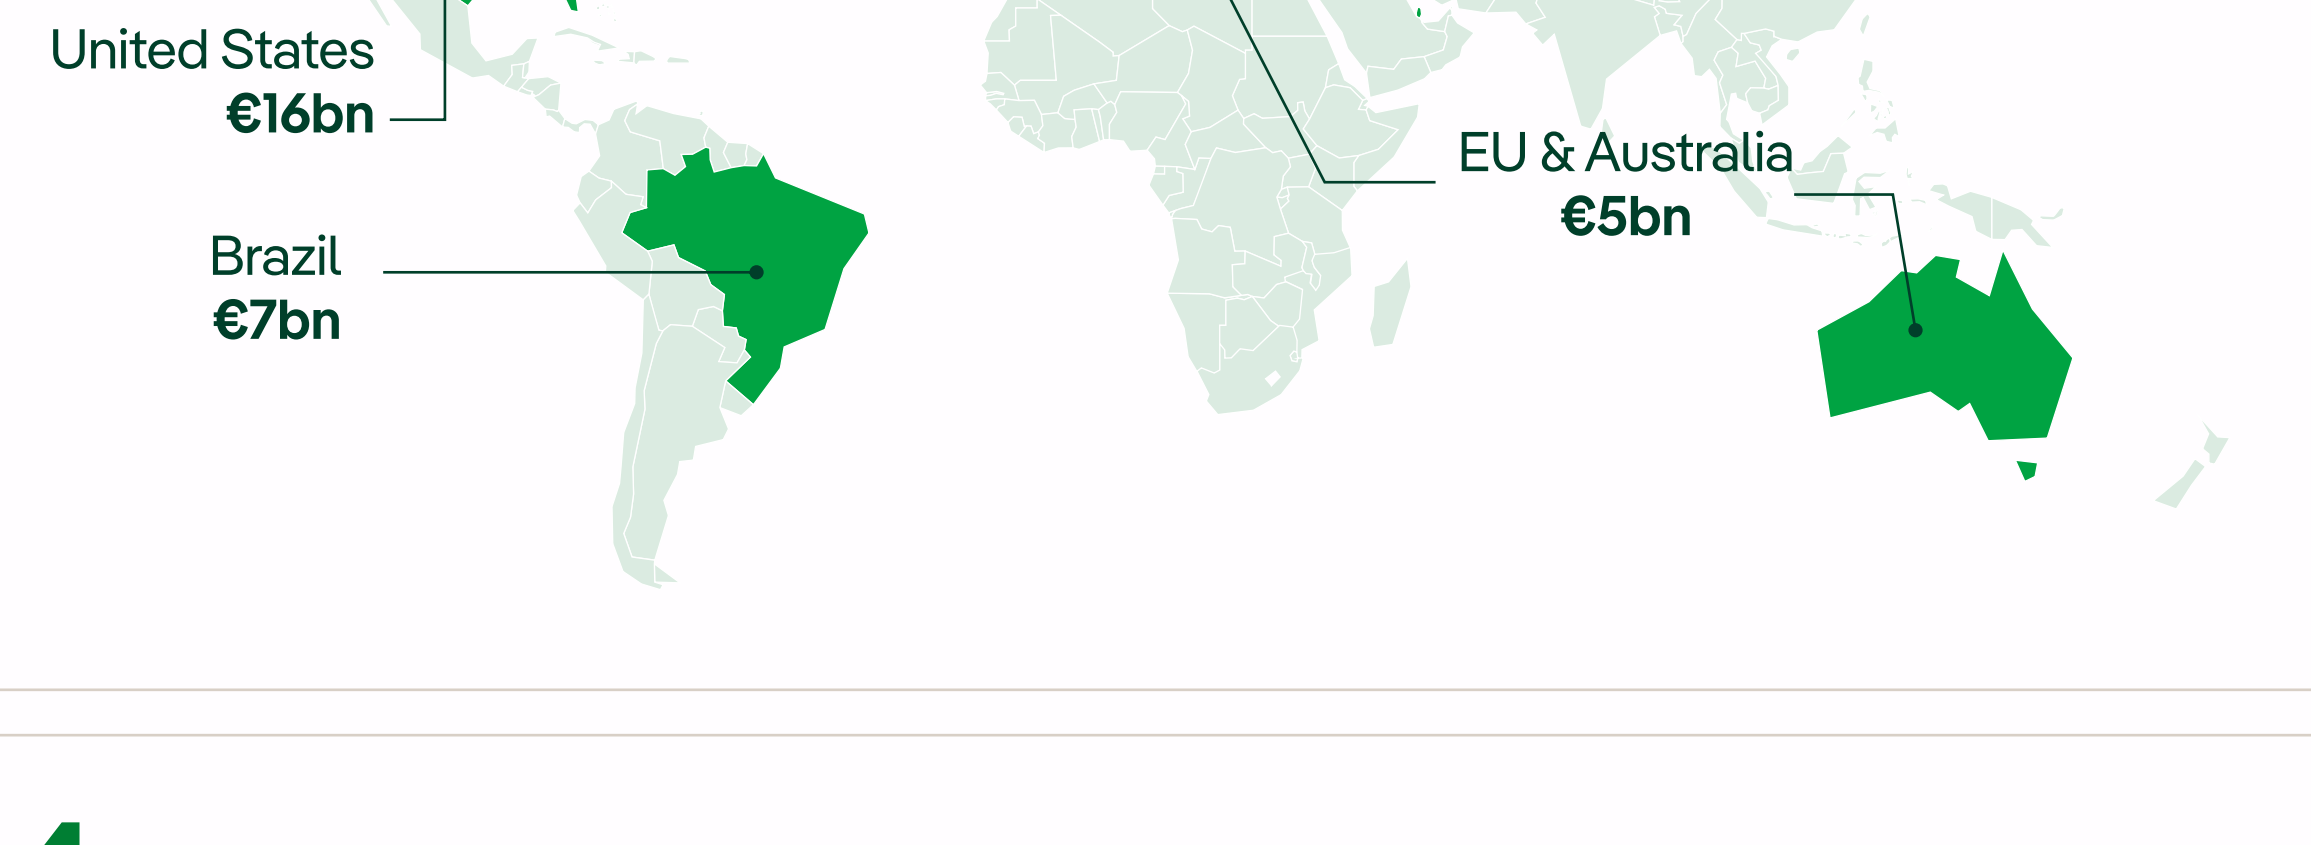 United States
€16bn
EU & Australia
€5bn
Brazil
€7bn